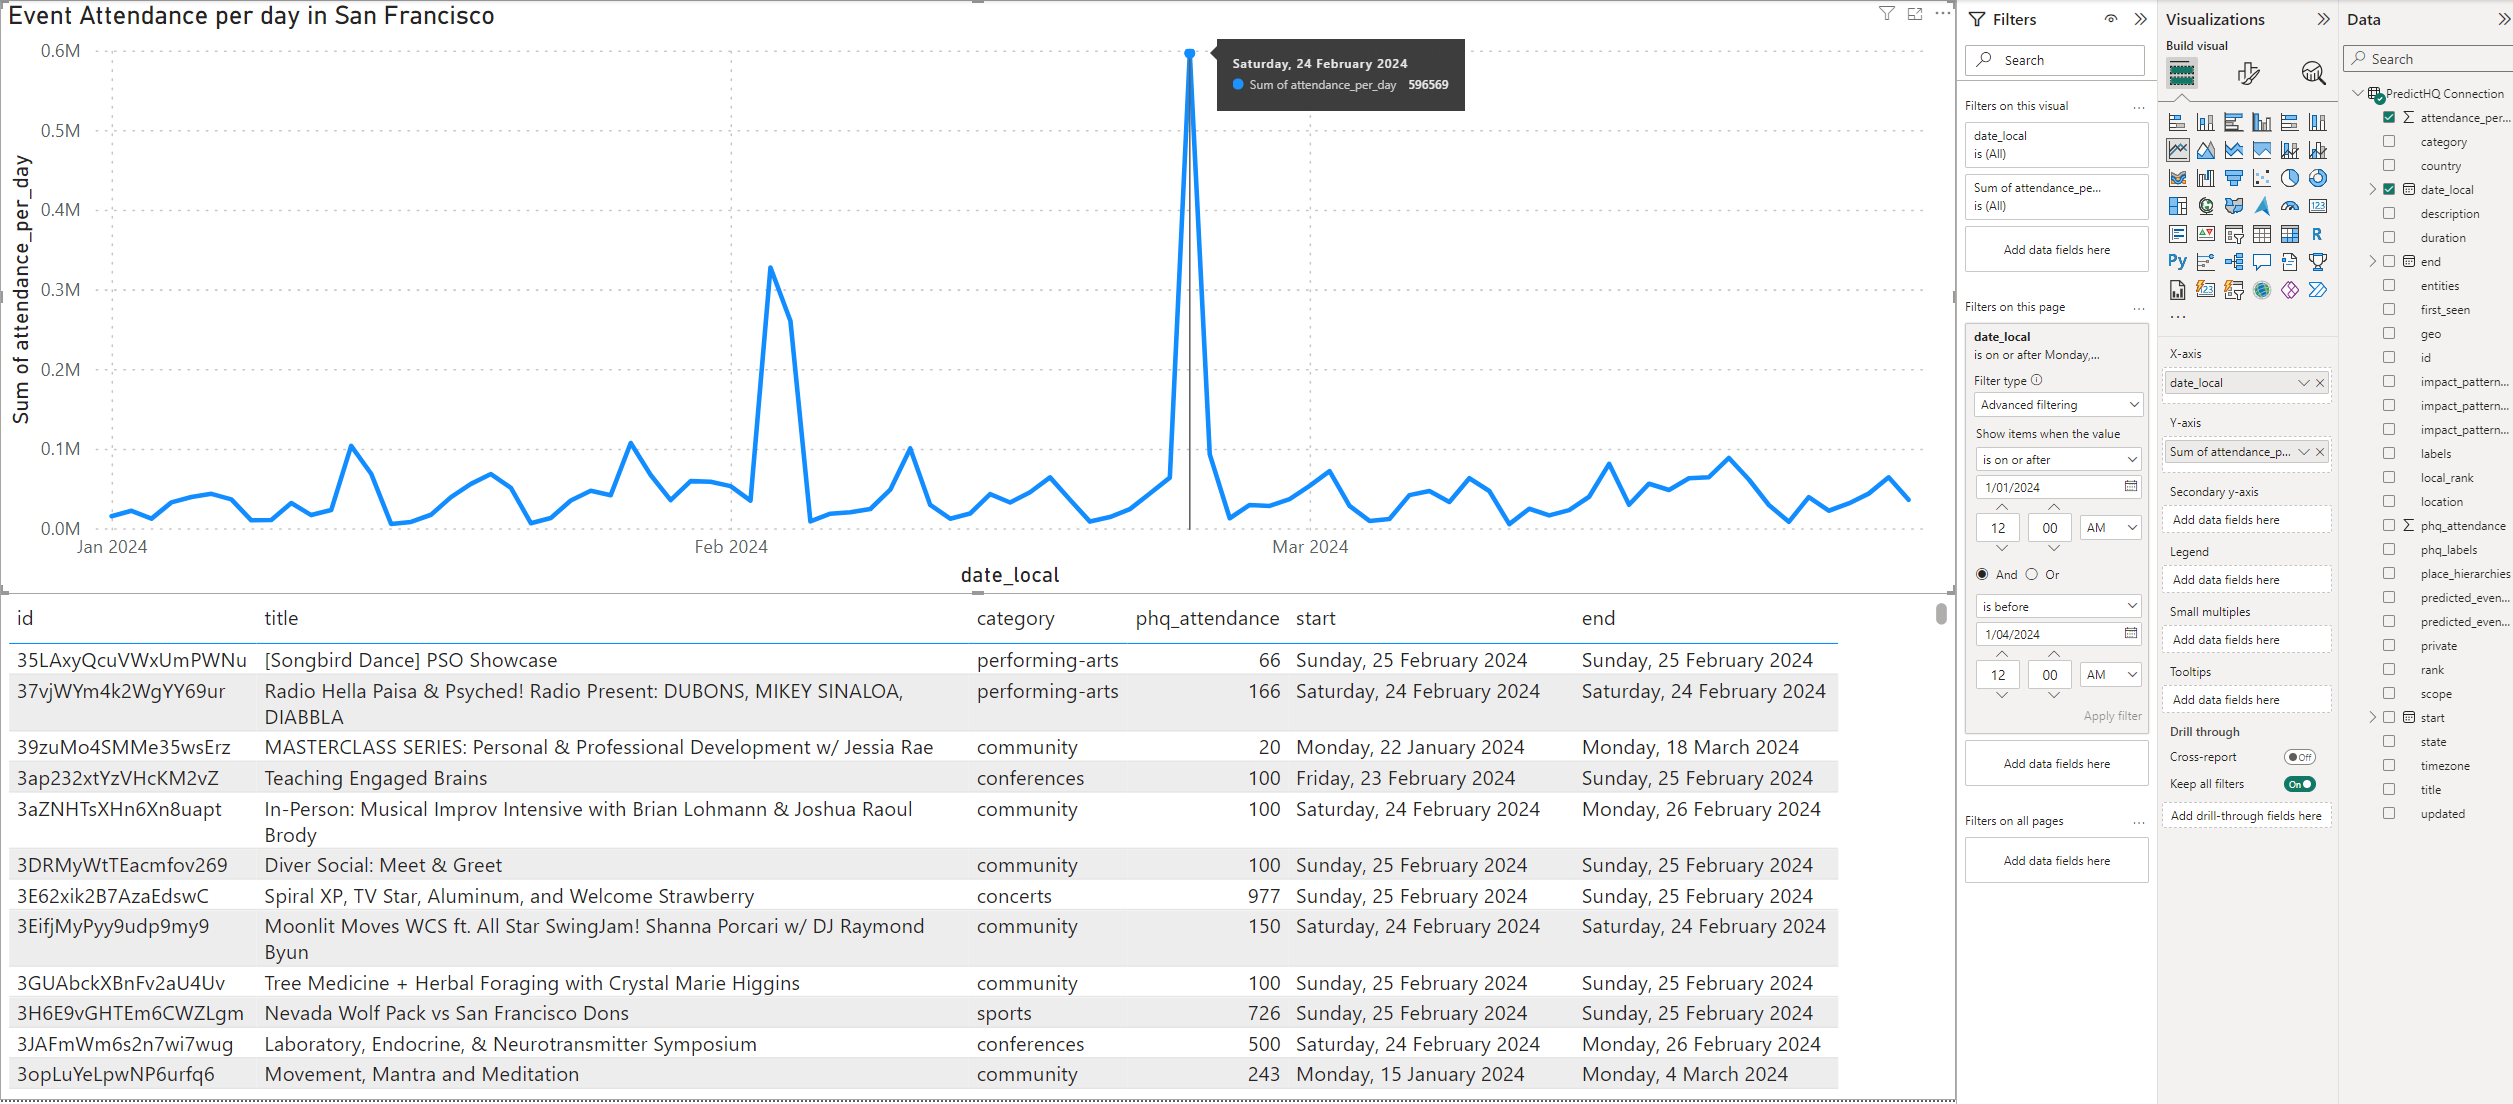 Event Attendance per day in San Francisco
Sum of attendance_per_day
0.6M
0.5M
0.4M
0.3M
0.2M
0.1M
0.0M
Saturday, 24 February 2024
Sum of attendance_per_day 596569
Jan 2024 Feb 2024 Mar 2024
date_local
id title category phq_attendance start end
35LAxyQcuVWxUmPWNu [Songbird Dance] PSO Showcase performing-arts 66 Sunday, 25 February 2024 Sunday, 25 February 2024
37vjWYm4k2WgYY69ur Radio Hella Paisa & Psyched! Radio Present: DUBONS, MIKEY SINALOA, performing-arts 166 Saturday, 24 February 2024 Saturday, 24 February 2024
DIABBLA
39zuMo4SMMe35wsErz MASTERCLASS SERIES: Personal & Professional Development w/ Jessia Rae community 20 Monday, 22 January 2024 Monday, 18 March 2024
3ap232xtYzVHcKM2vZ Teaching Engaged Brains conferences 100 Friday, 23 February 2024 Sunday, 25 February 2024
3aZNHTsXHn6Xn8uapt In-Person: Musical Improv Intensive with Brian Lohmann & Joshua Raoul community 100 Saturday, 24 February 2024 Monday, 26 February 2024
Brody
3DRMyWtTEacmfov269 Diver Social: Meet & Greet community 100 Sunday, 25 February 2024 Sunday, 25 February 2024
3E62xik2B7AzaEdswC Spiral XP, TV Star, Aluminum, and Welcome Strawberry concerts 977 Sunday, 25 February 2024 Sunday, 25 February 2024
3EifjMyPyy9udp9my9 Moonlit Moves WCS ft. All Star SwingJam! Shanna Porcari w/ DJ Raymond community 150 Saturday, 24 February 2024 Saturday, 24 February 2024
Byun
3GUAbckXBnFv2aU4Uv Tree Medicine + Herbal Foraging with Crystal Marie Higgins community 100 Sunday, 25 February 2024 Sunday, 25 February 2024
3H6E9vGHTEm6CWZLgm Nevada Wolf Pack vs San Francisco Dons sports 726 Sunday, 25 February 2024 Sunday, 25 February 2024
3JAFmWm6s2n7wi7wug Laboratory, Endocrine, & Neurotransmitter Symposium conferences 500 Saturday, 24 February 2024 Monday, 26 February 2024
3opLuYeLpwNP6urfq6 Movement, Mantra and Meditation community 243 Monday, 15 January 2024 Monday, 4 March 2024
Filters
Search
Filters on this visual ...
date_local
is (All)
Sum of attendance_pe...
is (All)
Add data fields here
Filters on this page ...
date_local
is on or after Monday,...
Filter type
Advanced filtering
Show items when the value
is on or after
1/01/2024
12 00 AM
And Or
is before
1/04/2024
12 00 AM
Apply filter
Add data fields here
Filters on all pages ...
Add data fields here
Visualizations
Build visual
123
R
Py
123
...
X-axis
date_local
Y-axis
Sum of attendance_p...
Secondary y-axis
Add data fields here
Legend
Add data fields here
Small multiples
Add data fields here
Tooltips
Add data fields here
Drill through
Cross-report Off
Keep all filters On
Add drill-through fields here
Data
Search
PredictHQ Connection
attendance_per...
category
country
date_local
description
duration
end
entities
first_seen
geo
id
impact_pattern...
impact_pattern...
impact_pattern...
labels
local_rank
location
phq_attendance
phq_labels
place_hierarchies
predicted_even...
predicted_even...
private
rank
scope
start
state
timezone
title
updated